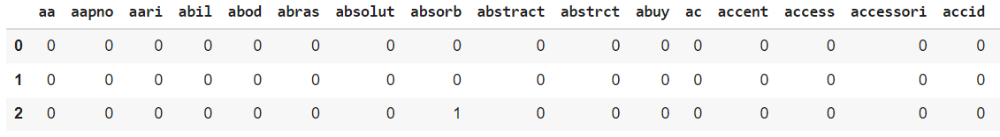 aa aapno aari abil abod abras absolut absorb abstract abstrct abuy ac accent access accessori accid
0 0 0 0 0 0 0 0 0 0 0 0 0 0 0 0 0
1 0 0 0 0 0 0 0 0 0 0 0 0 0 0 0 0
2 0 0 0 0 0 0 0 1 0 0 0 0 0 0 0 0